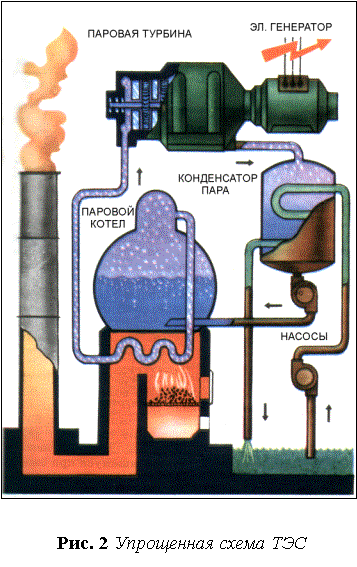 ПАРОВАЯ ТУРБИНА
ЭЛ. ГЕНЕРАТОР
КОНДЕНСАТОР
ПАРА
ПАРОВОЙ
КОТЕЛ
НАСОСЫ
Рис. 2 Упрощенная схема ТЭС